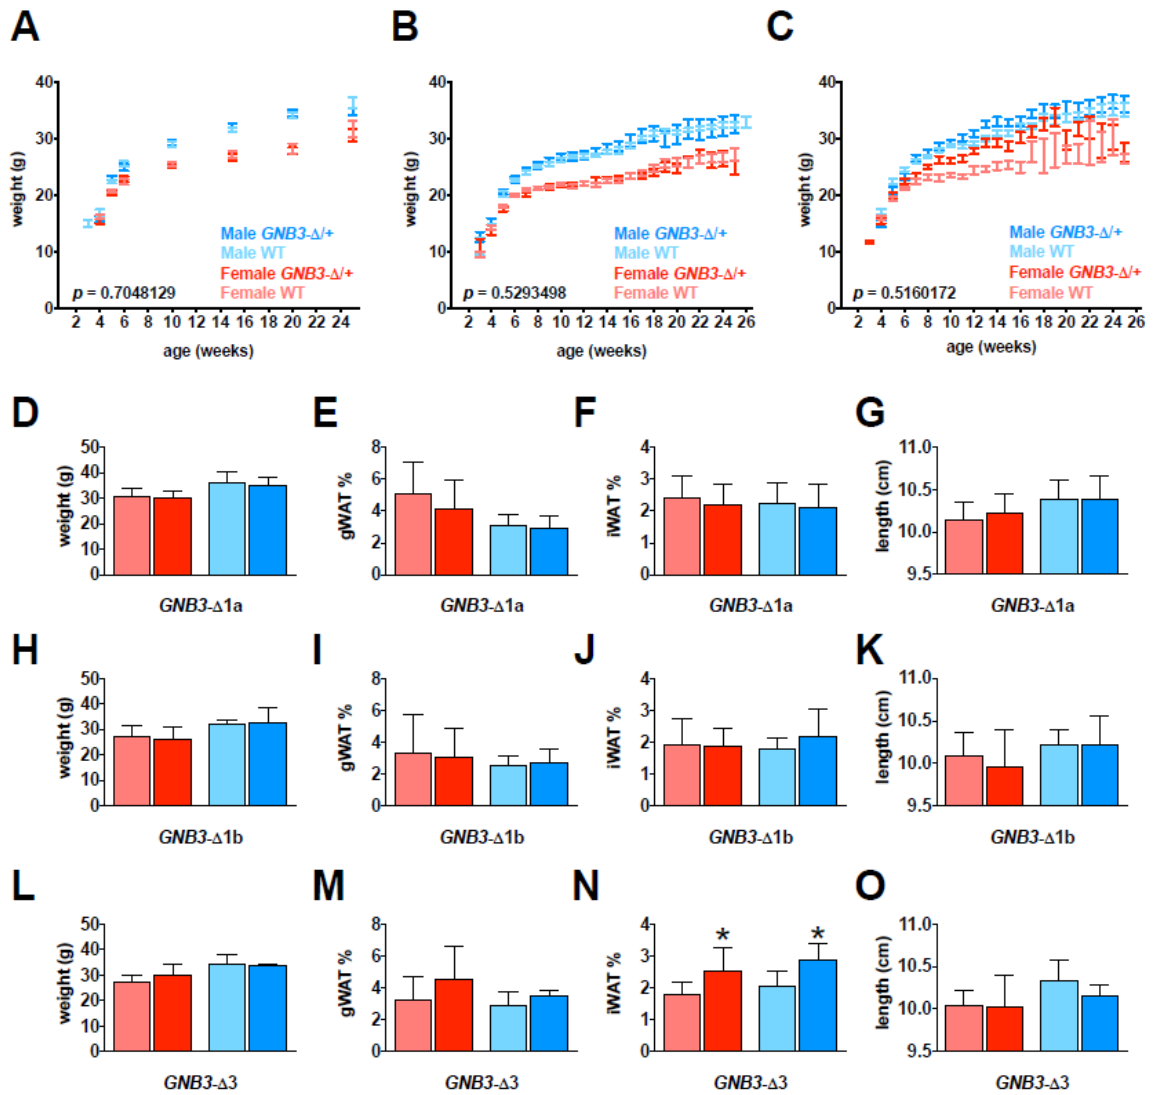 A
B
C
weight (g)
40
30
20
10
0
Male GNB3-Δ/+
Male WT
Female GNB3-Δ/+
Female WT
p = 0.7048129
2 4 6 8 10 12 14 16 18 20 22 24
age (weeks)
weight (g)
40
30
20
10
0
Male GNB3-Δ/+
Male WT
Female GNB3-Δ/+
Female WT
p = 0.5293498
2 4 6 8 10 12 14 16 18 20 22 24 26
age (weeks)
weight (g)
40
30
20
10
0
Male GNB3-Δ/+
Male WT
Female GNB3-Δ/+
Female WT
p = 0.5160172
2 4 6 8 10 12 14 16 18 20 22 24 26
age (weeks)
D
weight (g)
50
40
30
20
10
0
GNB3-Δ1a
E
gWAT %
8
6
4
2
0
GNB3-Δ1a
F
iWAT %
4
3
2
1
0
GNB3-Δ1a
G
length (cm)
11.0
10.5
10.0
9.5
GNB3-Δ1a
H
weight (g)
50
40
30
20
10
0
GNB3-Δ1b
I
gWAT %
8
6
4
2
0
GNB3-Δ1b
J
iWAT %
4
3
2
1
0
GNB3-Δ1b
K
length (cm)
11.0
10.5
10.0
9.5
GNB3-Δ1b
L
weight (g)
50
40
30
20
10
0
GNB3-Δ3
M
gWAT %
8
6
4
2
0
GNB3-Δ3
N
iWAT %
4
3
2
1
0
* *
GNB3-Δ3
O
length (cm)
11.0
10.5
10.0
9.5
GNB3-Δ3